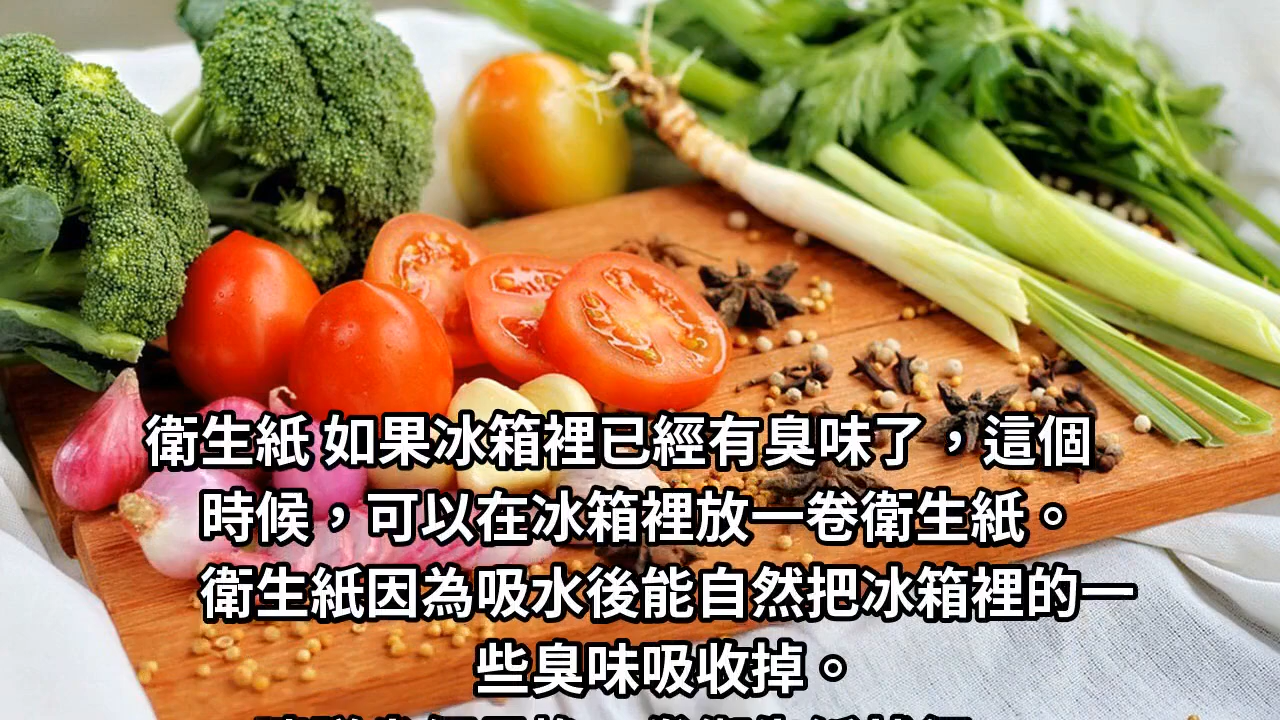 衛生紙 如果冰箱裡已經有臭味了，這個
時候，可以在冰箱裡放一卷衛生紙。
衛生紙因為吸水後能自然把冰箱裡的一
些臭味吸收掉。